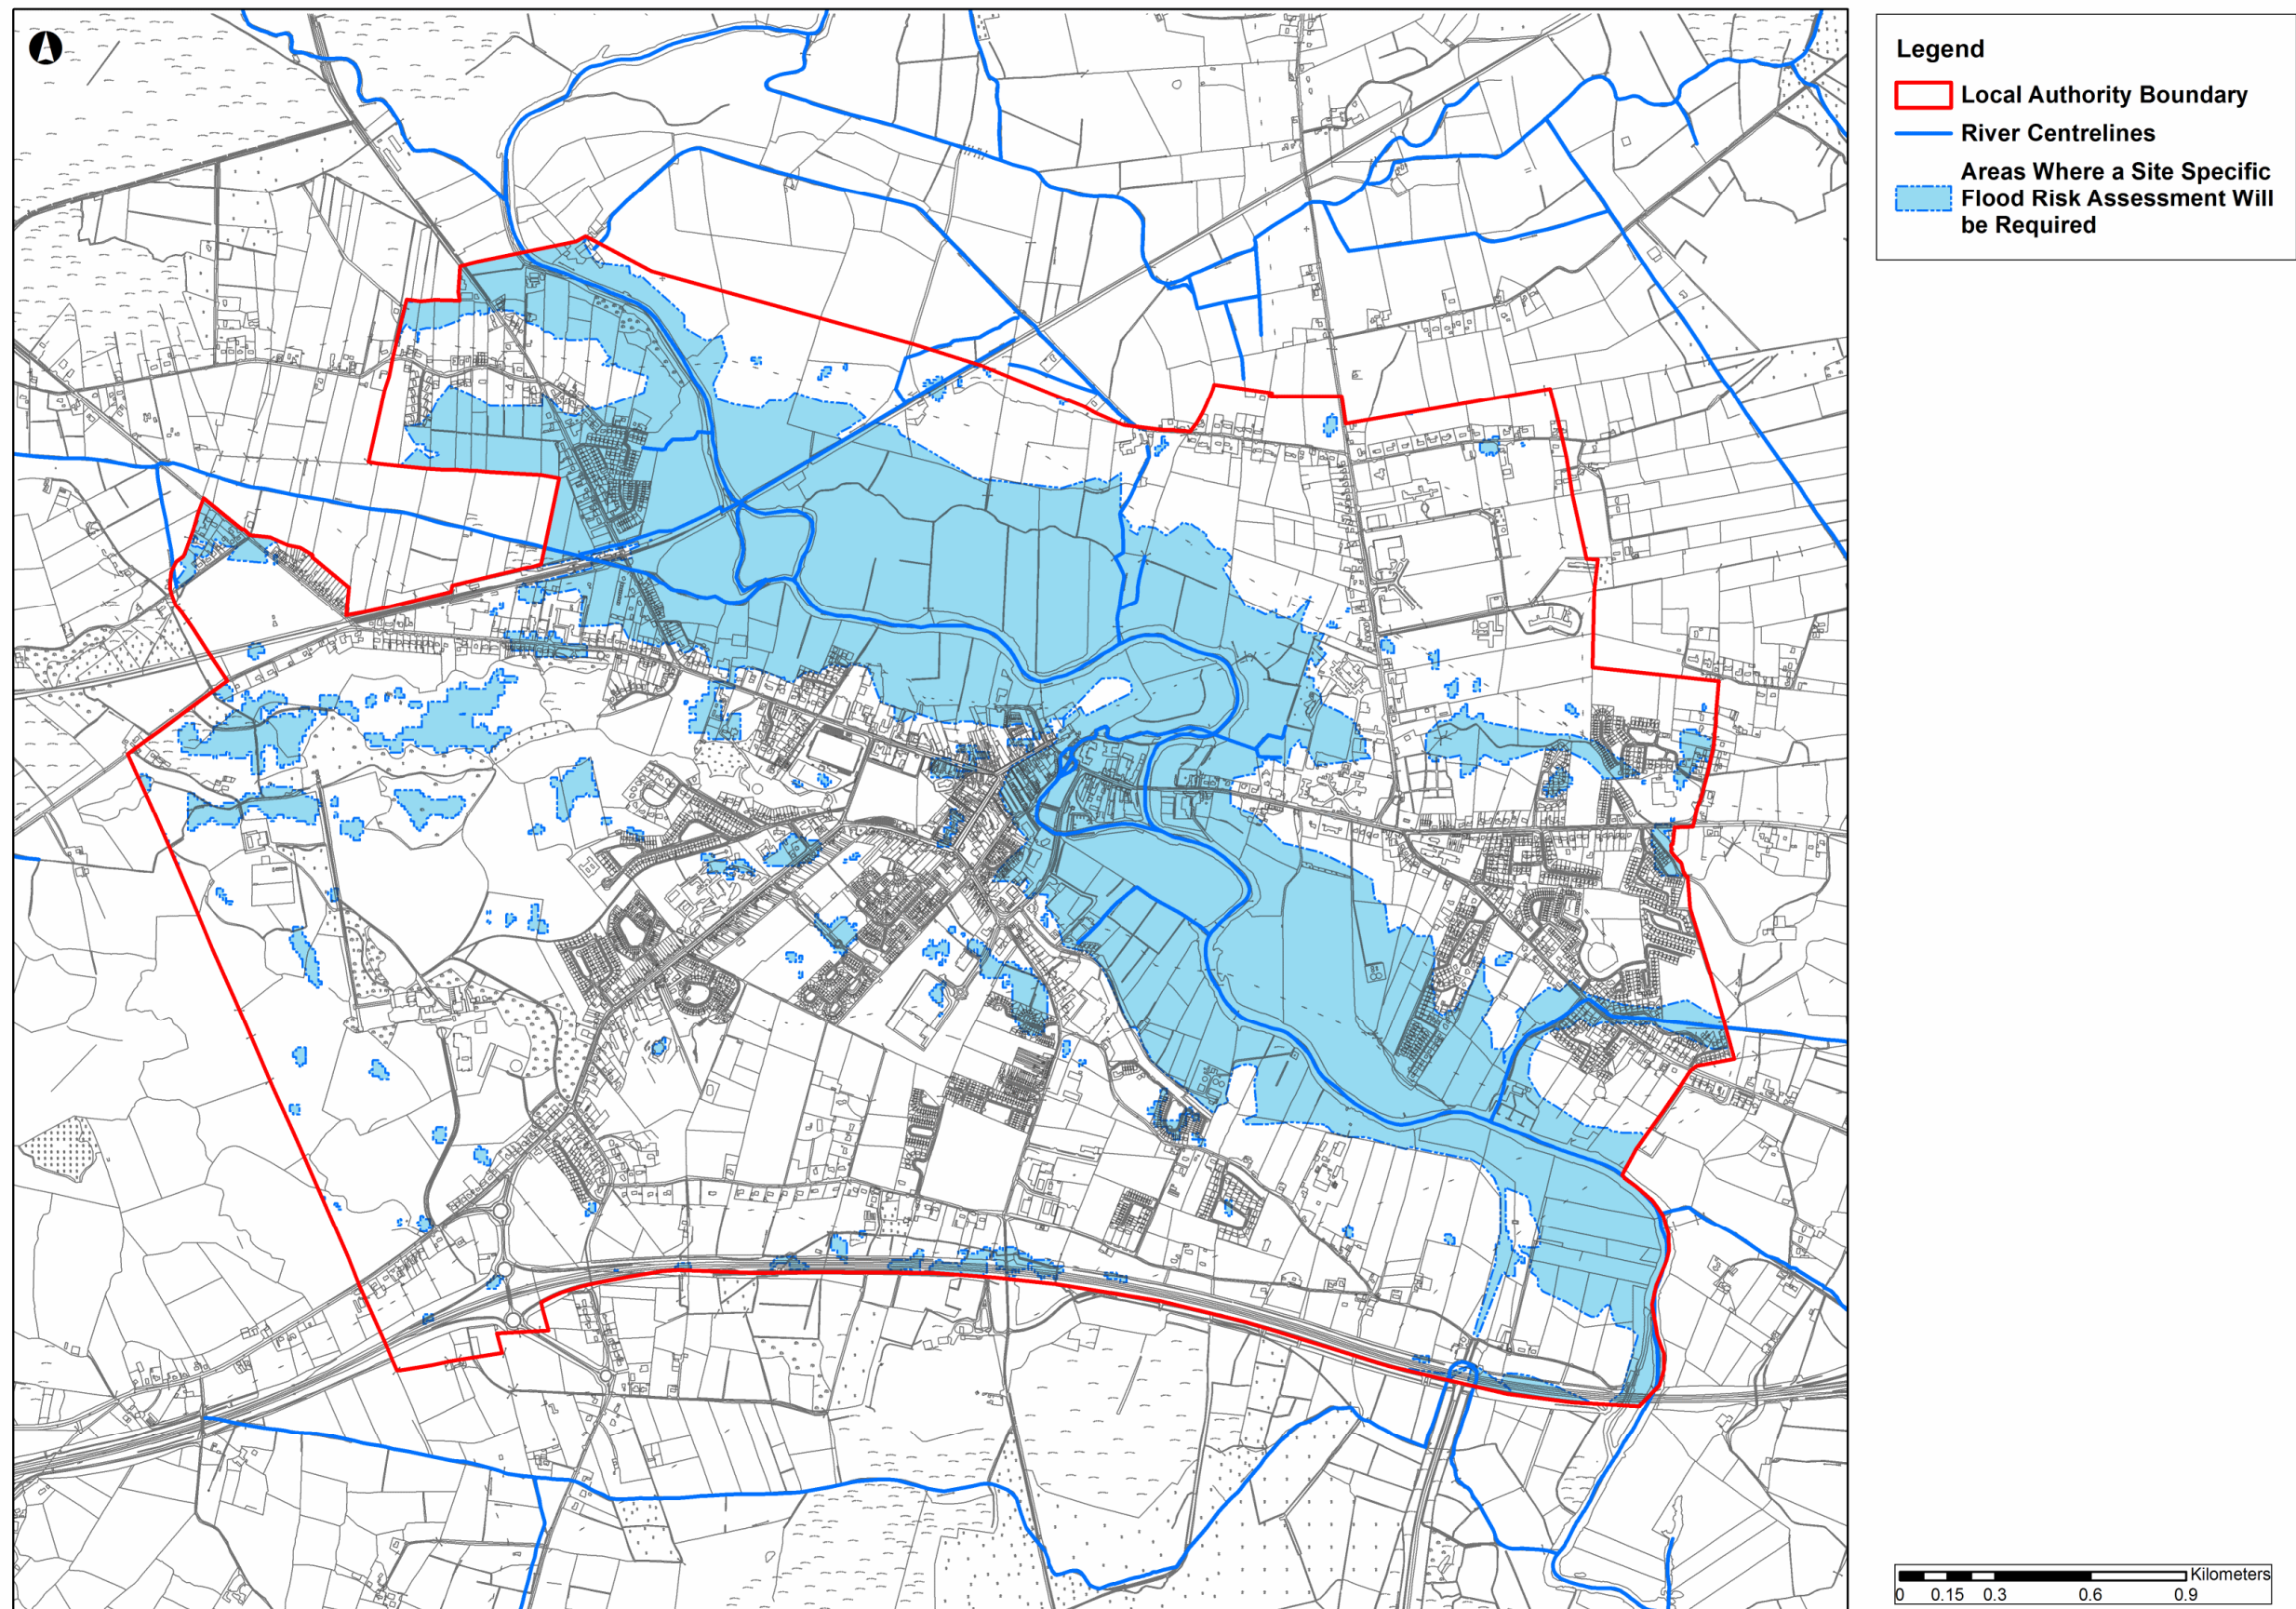 Legend
Local Authority Boundary
River Centrelines
Areas Where a Site Specific
Flood Risk Assessment Will
be Required
Kilometers
0 0.15 0.3 0.6 0.9